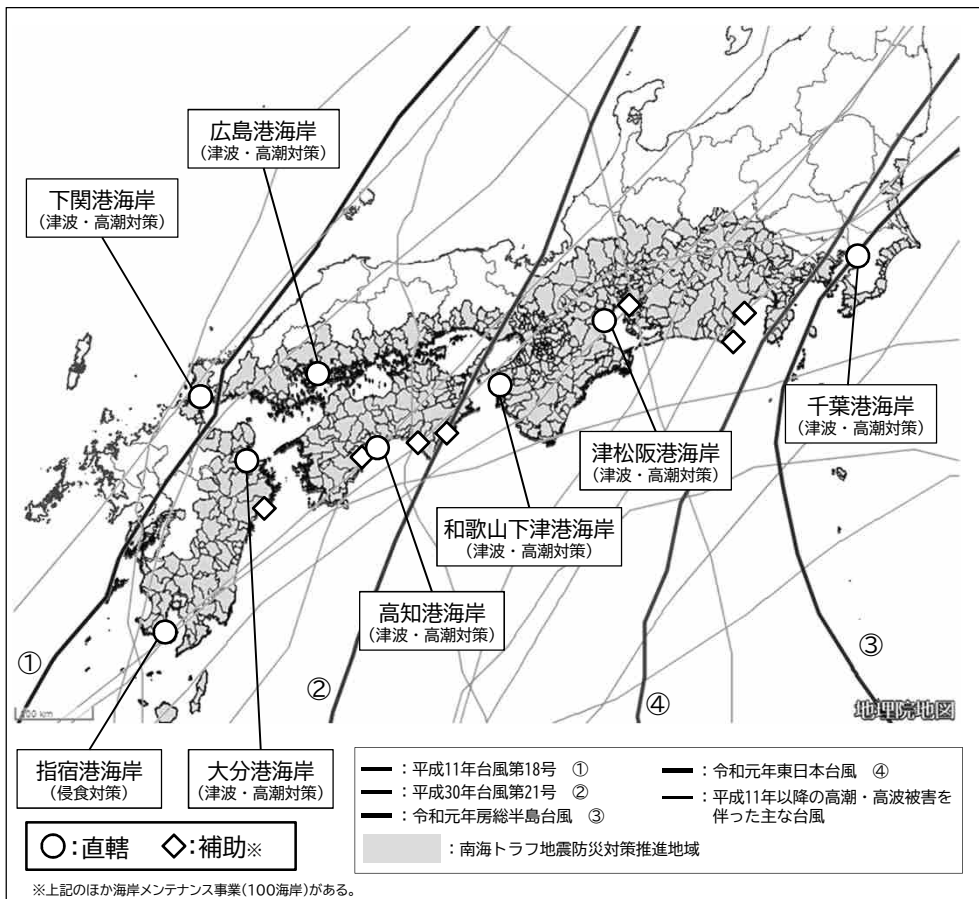 広島港海岸
(津波・高潮対策)
下関港海岸
(津波・高潮対策)
千葉港海岸
(津波・高潮対策)
津松阪港海岸
(津波・高潮対策)
和歌山下津港海岸
(津波・高潮対策)
高知港海岸
(津波・高潮対策)
①
②
④
③
100 km
地理院地図
指宿港海岸
(侵食対策)
大分港海岸
(津波・高潮対策)
○:直轄 ◇:補助※
:平成11年台風第18号 ①
:平成30年台風第21号 ②
:令和元年房総半島台風 ③
:令和元年東日本台風 ④
:平成11年以降の高潮・高波被害を
伴った主な台風
:南海トラフ地震防災対策推進地域
※上記のほか海岸メンテナンス事業(100海岸)がある。